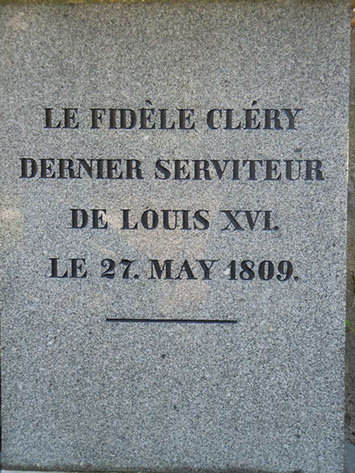 LE FIDÈLE CLÉRY
DERNIER SERVITEUR
DE LOUIS XVI.
LE 27. MAY 1809.